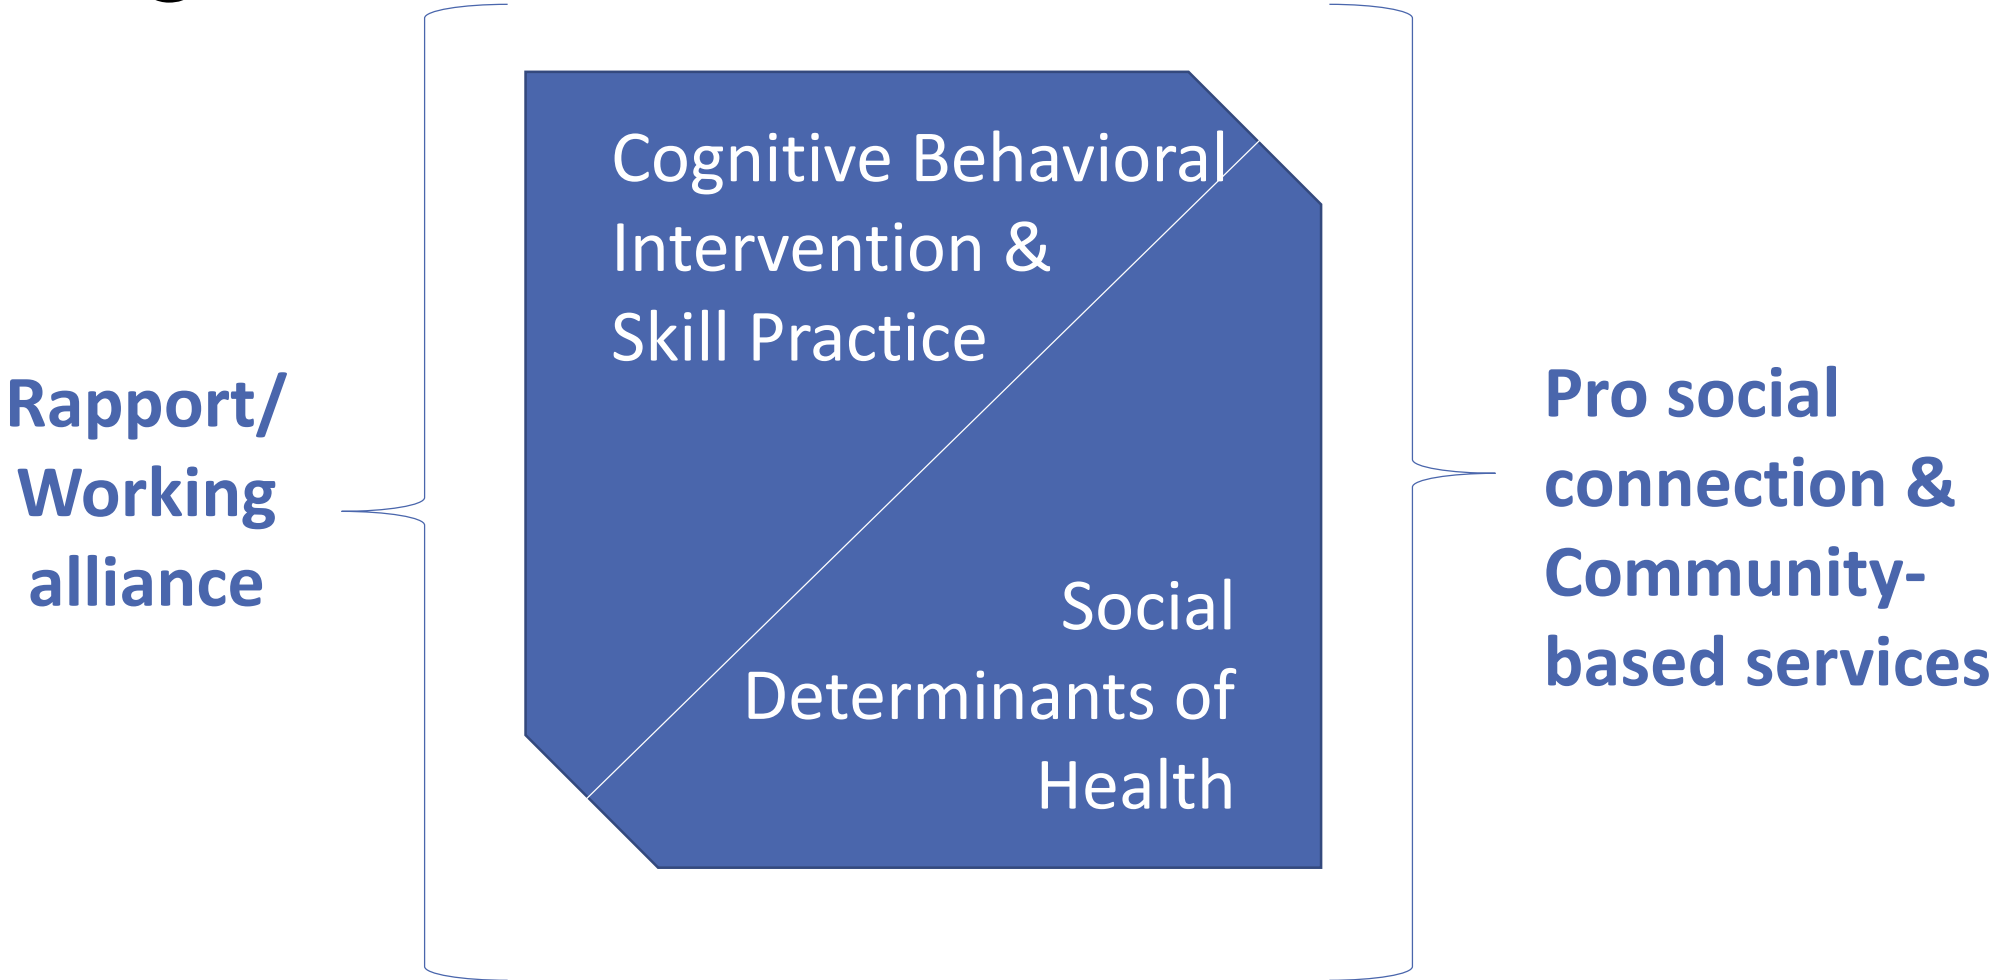 Rapport/
Working
alliance
Cognitive Behavioral
Intervention &
Skill Practice
Social
Determinants of
Health
Pro social
connection &
Community-
based services